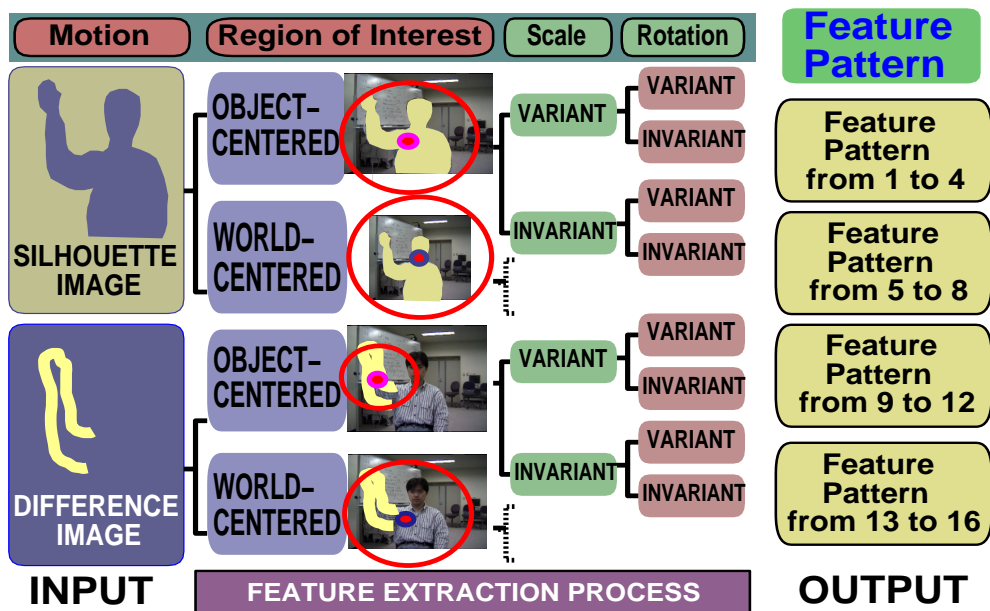 Motion
Region of Interest
Scale
Rotation
Feature
Pattern
SILHOUETTE
IMAGE
OBJECT–
CENTERED
WORLD–
CENTERED
VARIANT
VARIANT
INVARIANT
INVARIANT
VARIANT
INVARIANT
Feature
Pattern
from 1 to 4
Feature
Pattern
from 5 to 8
DIFFERENCE
IMAGE
OBJECT–
CENTERED
WORLD–
CENTERED
VARIANT
VARIANT
INVARIANT
INVARIANT
VARIANT
INVARIANT
Feature
Pattern
from 9 to 12
Feature
Pattern
from 13 to 16
INPUT
FEATURE EXTRACTION PROCESS
OUTPUT